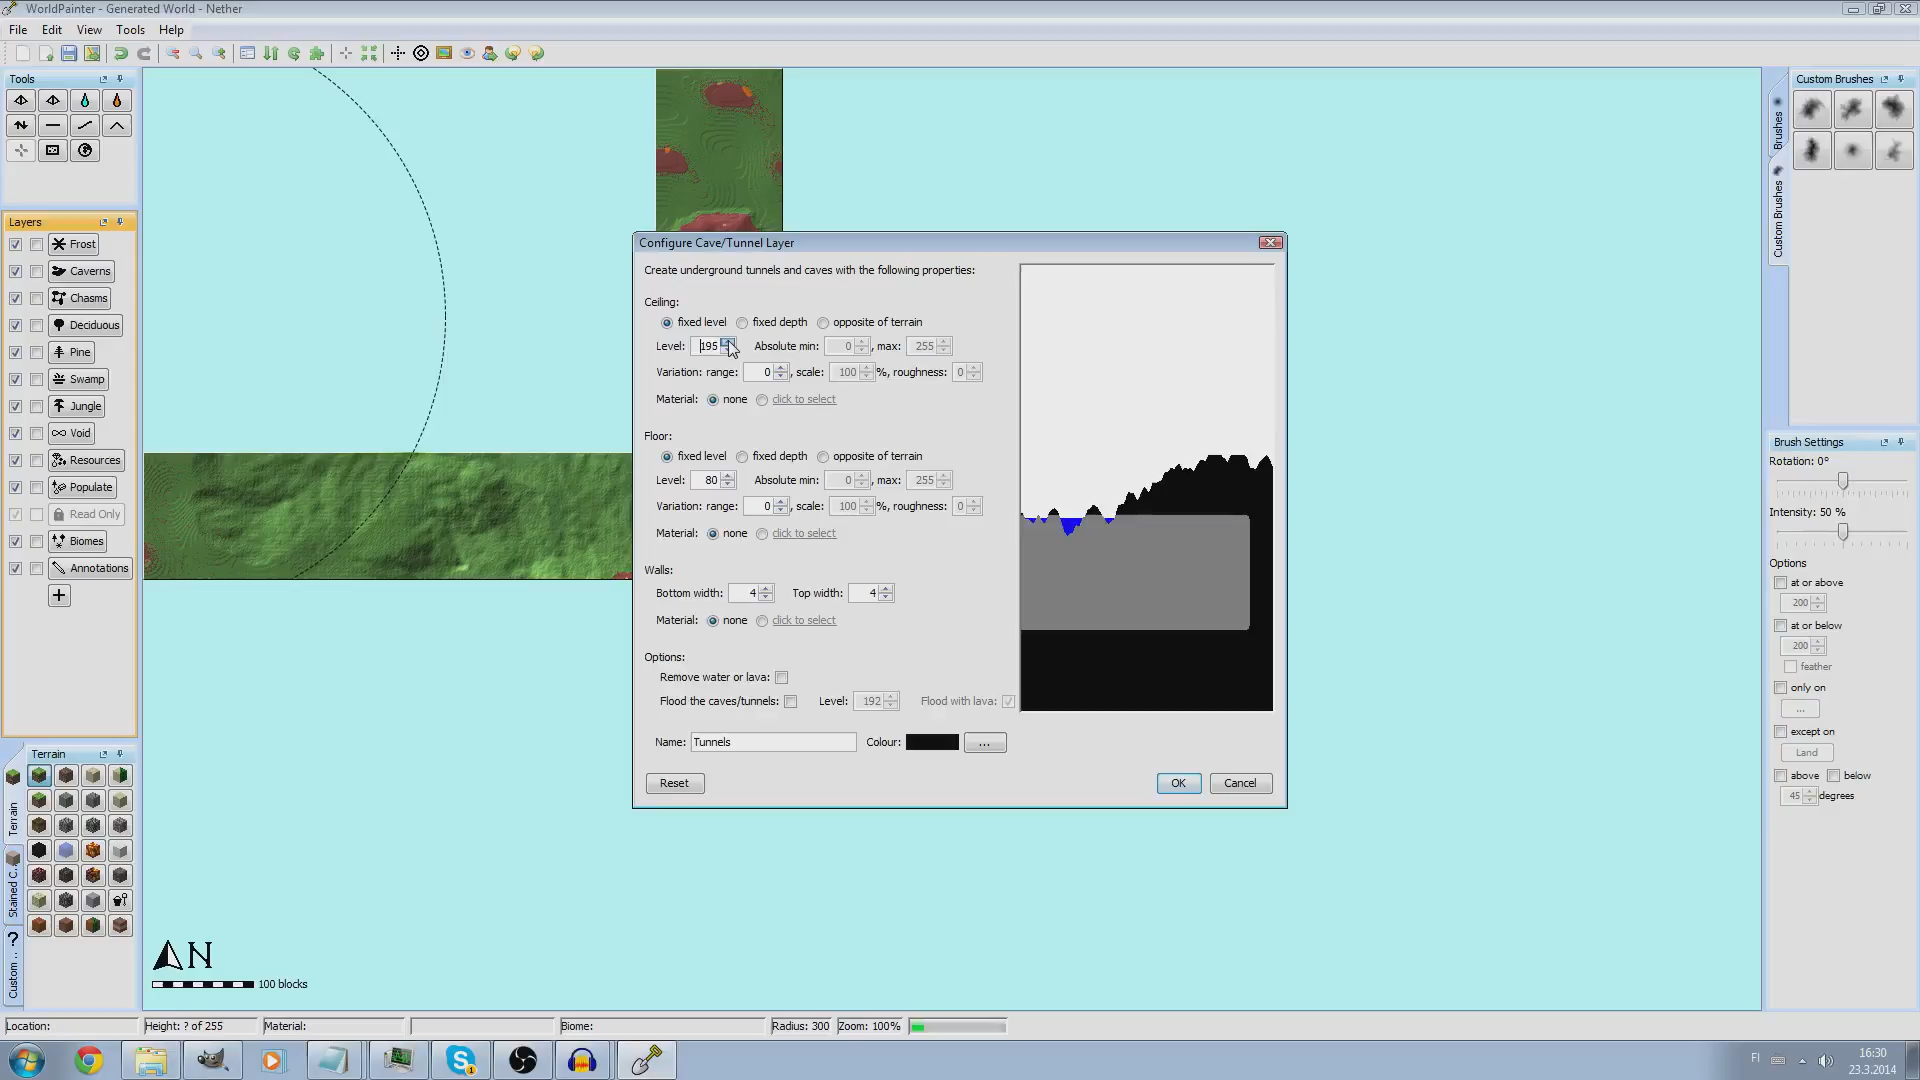 WorldPainter - Generated World - Nether
File Edit View Tools Help
Tools
Layers
Frost
Caverns
Chasms
Deciduous
Pine
Swamp
Jungle
Void
Resources
Populate
Read Only
Biomes
Annotations
Terrain
Terrain
Stained C...
Custom ...
N
100 blocks
Configure Cave/Tunnel Layer
Create underground tunnels and caves with the following properties:
Ceiling:
fixed level fixed depth opposite of terrain
Level: 195 Absolute min: 0 , max: 255
Variation: range: 0 , scale: 100 %, roughness: 0
Material: none click to select
Floor:
fixed level fixed depth opposite of terrain
Level: 80 Absolute min: 0 , max: 255
Variation: range: 0 , scale: 100 %, roughness: 0
Material: none click to select
Walls:
Bottom width: 4 Top width: 4
Material: none click to select
Options:
Remove water or lava:
Flood the caves/tunnels: Level: 192 Flood with lava:
Name: Tunnels Colour: ...
Reset OK Cancel
Custom Brushes
Brushes
Custom Brushes
Brush Settings
Rotation: 0°
Intensity: 50 %
Options
at or above
200
at or below
200
feather
only on
...
except on
Land
above below
45 degrees
Location: Height: ? of 255 Material: Biome: Radius: 300 Zoom: 100%
FI
16:30
23.3.2014